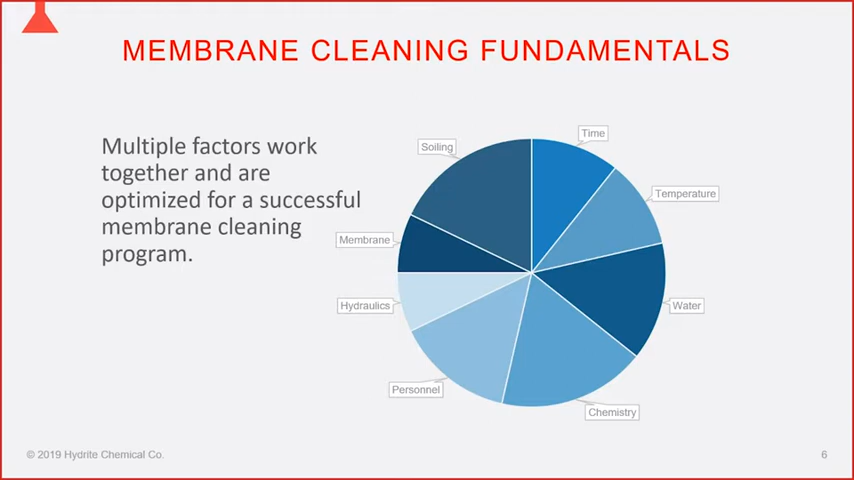 MEMBRANE CLEANING FUNDAMENTALS
Multiple factors work
together and are
optimized for a successful
membrane cleaning
program.
Soiling
Time
Temperature
Membrane
Hydraulics
Water
Personnel
Chemistry
© 2019 Hydrite Chemical Co.
6